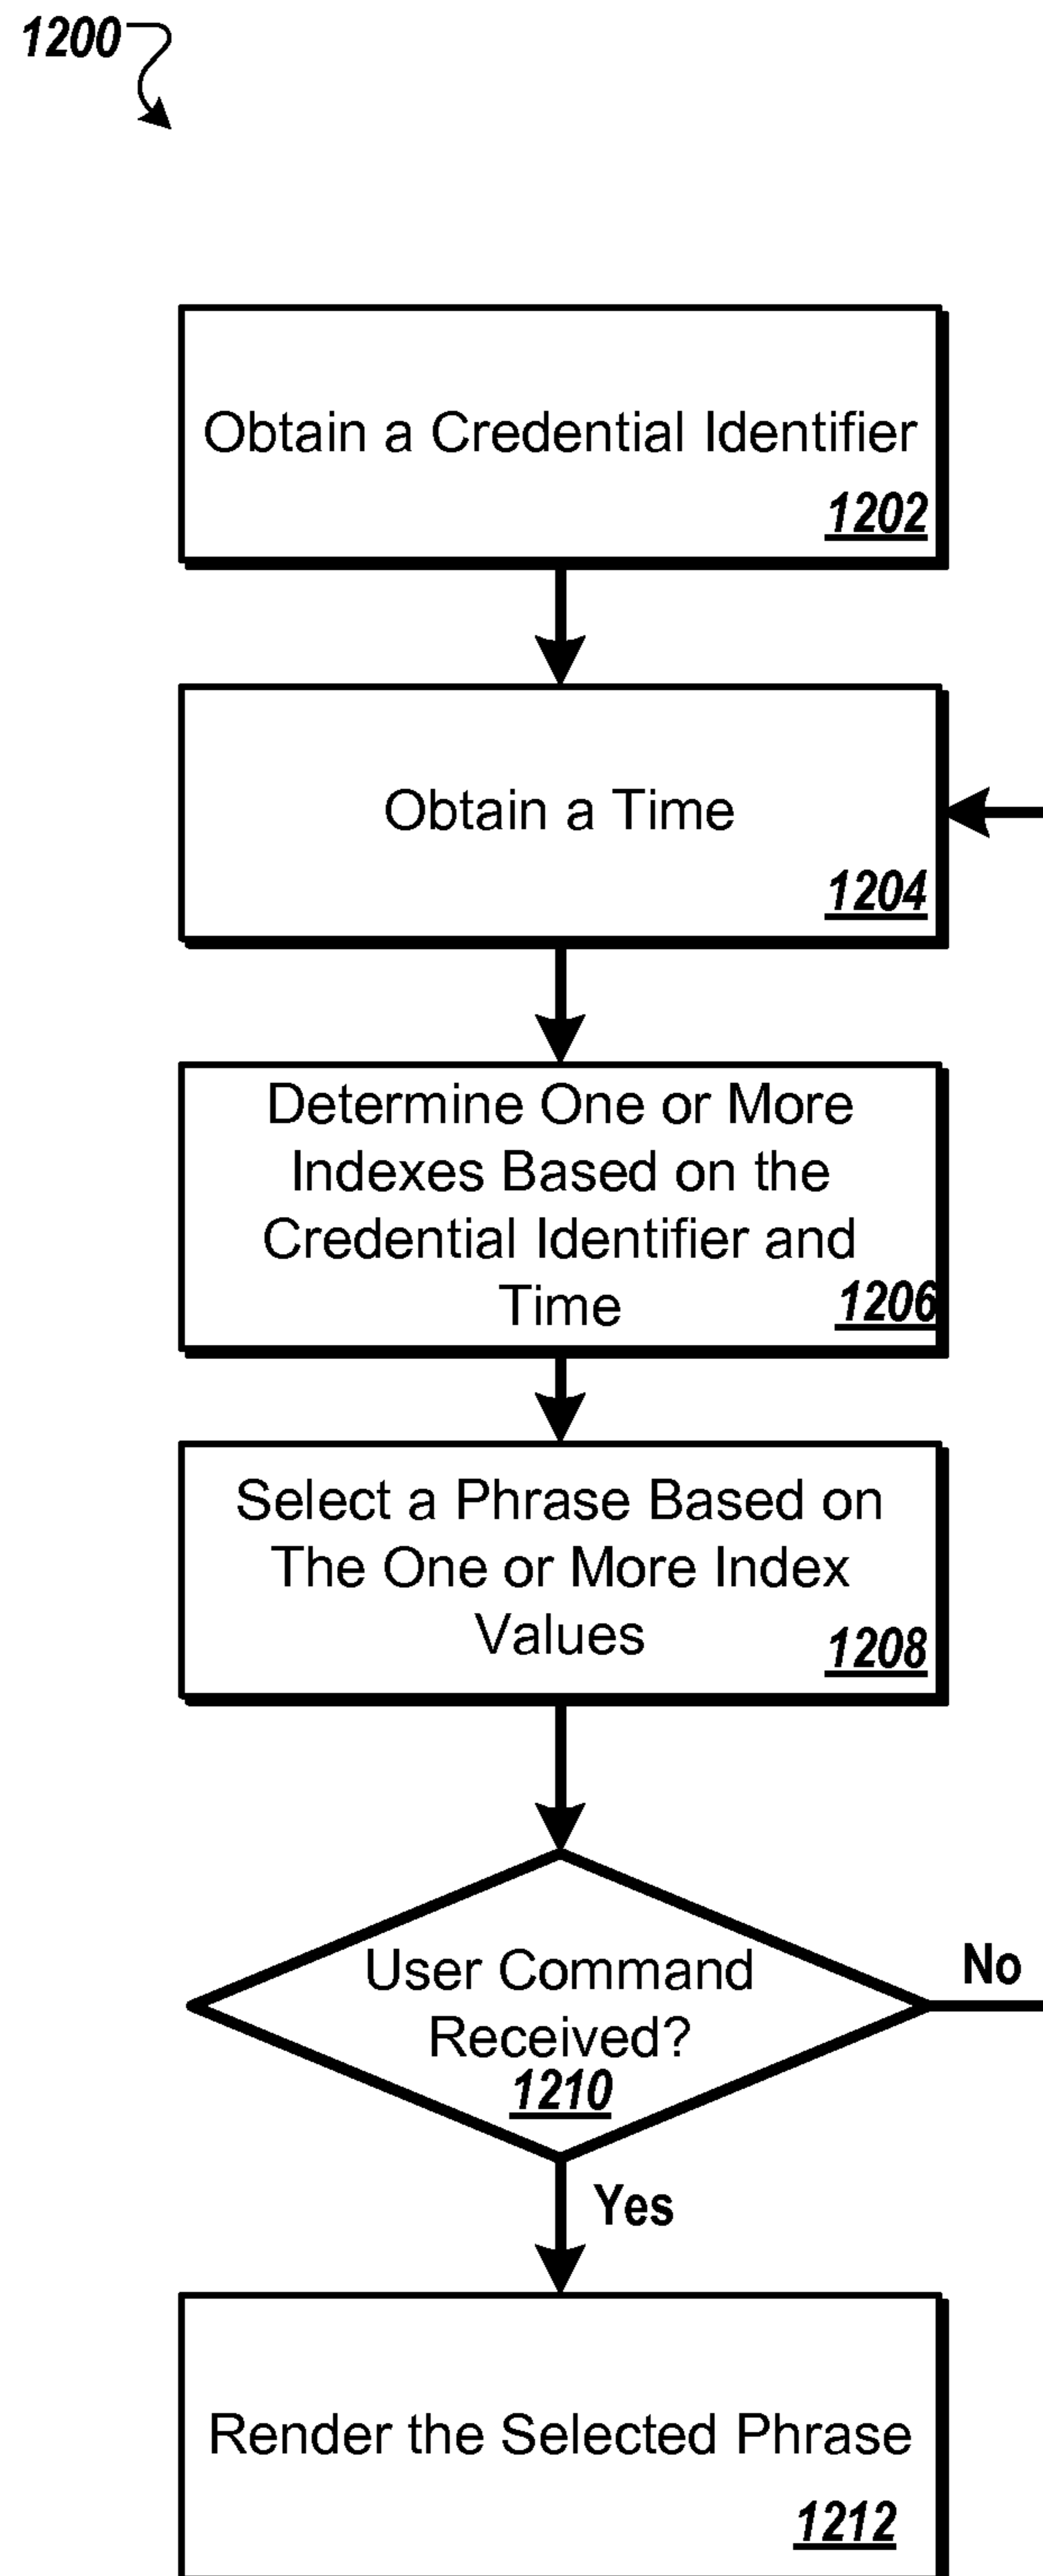 1200
Obtain a Credential Identifier
1202
Obtain a Time
1204
Determine One or More
Indexes Based on the
Credential Identifier and
Time
1206
Select a Phrase Based on
The One or More Index
Values
1208
User Command
Received?
1210
No
Yes
Render the Selected Phrase
1212